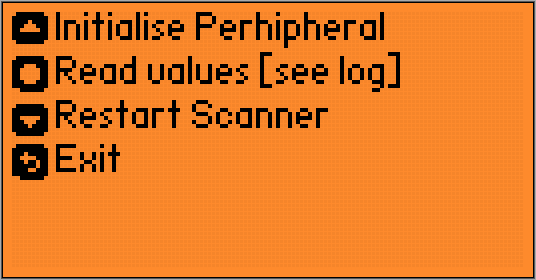 Initialise Perhipheral
Read values [see log]
Restart Scanner
Exit